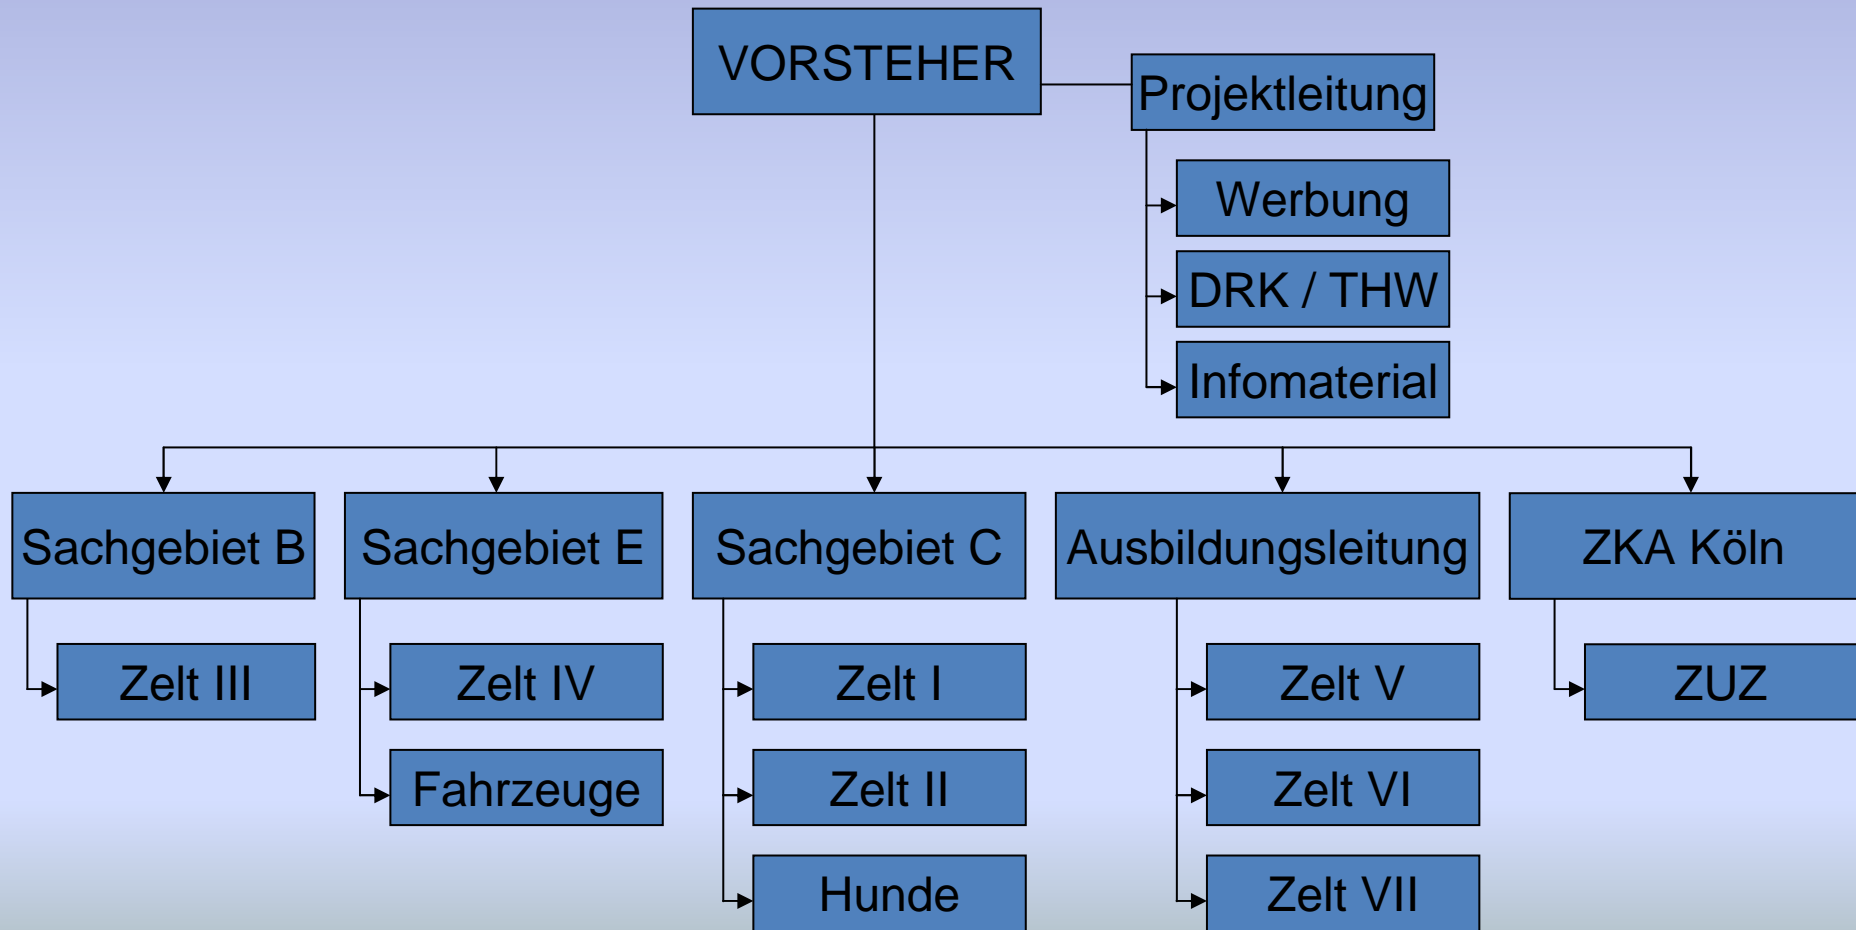 VORSTEHER
Projektleitung
Werbung
DRK / THW
Infomaterial
Sachgebiet B
Sachgebiet E
Sachgebiet C
Ausbildungsleitung
ZKA Köln
Zelt III
Zelt IV
Zelt I
Zelt V
ZUZ
Fahrzeuge
Zelt II
Zelt VI
Hunde
Zelt VII